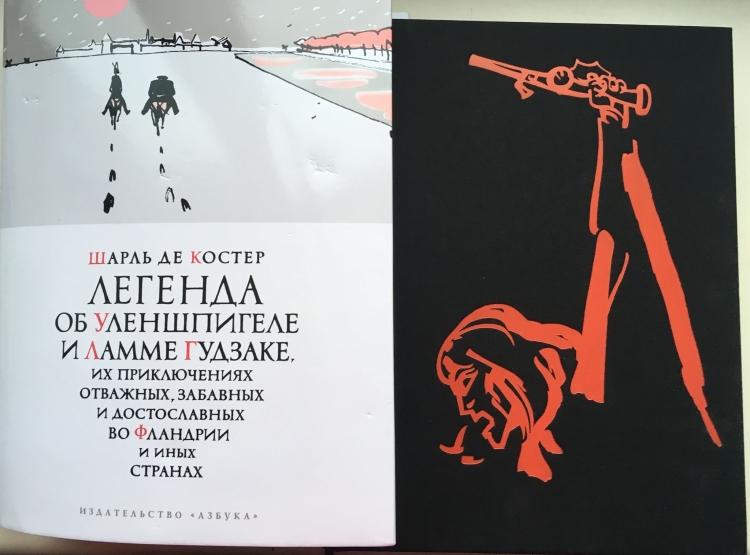 Шарль де Костер
Легенда
об Уленшпигеле
и Ламме Гудзаке,
их приключениях
отважных, забавных
и достославных
во Фландрии
и иных
странах
Издательство «Азбука»